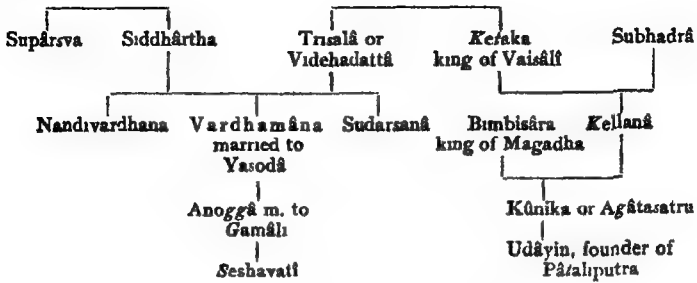 Supârsva Siddhârtha Trisalâ or Ketaka Subhadrâ
Videhadattâ king of Vaisâlî
Nandivardhana Vardhamâna Sudarsanâ Bimbisâra Kellanâ
married to king of Magadha
Yasodâ
Anoggâ m. to Kûnika or Agâtasatru
Gamâli
Udâyin, founder of
Seshavatî Pâtaliputra